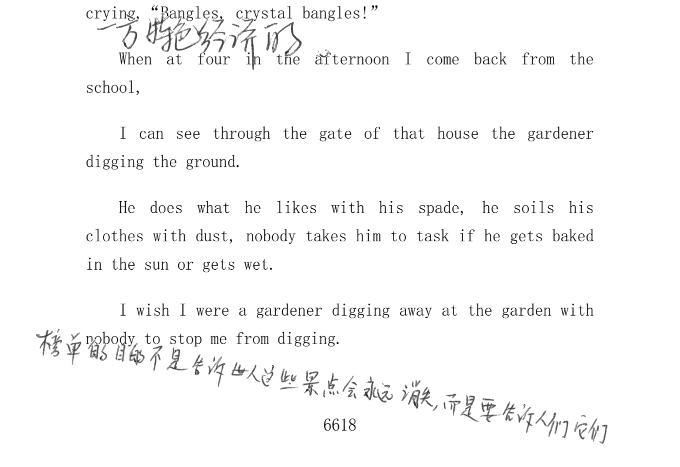 crying, “Bangles, crystal bangles!”
一方特色经济的
When at four in the afternoon I come back from the
school,
I can see through the gate of that house the gardener
digging the ground.
He does what he likes with his spade, he soils his
clothes with dust, nobody takes him to task if he gets baked
in the sun or gets wet.
I wish I were a gardener digging away at the garden with
nobody to stop me from digging.
榜单的目的不是告诉世人这些景点会永远消失,而是要告诉人们它们
6618